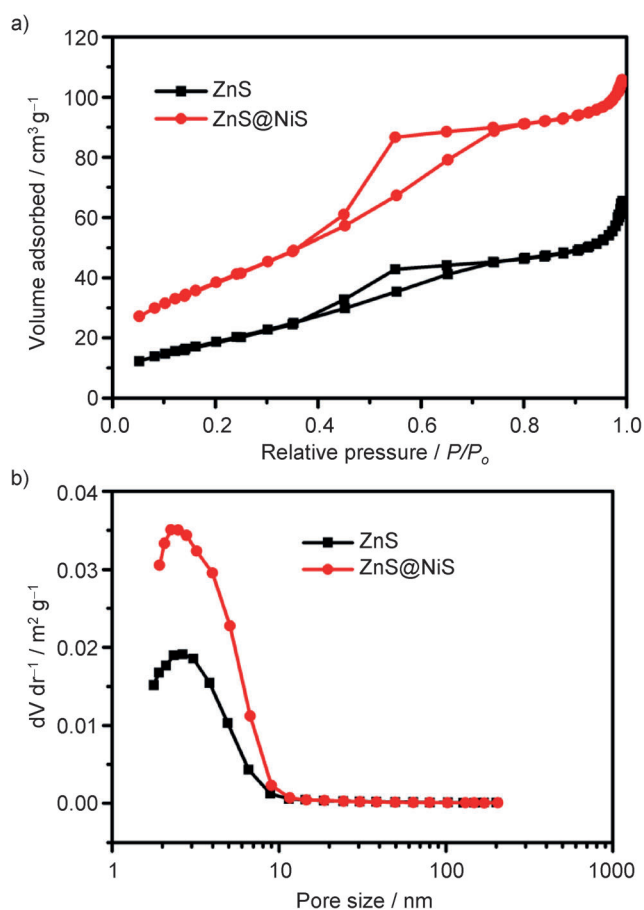 a)
120
100
80
60
40
20
0
Volume adsorbed / cm³ g⁻¹
ZnS
ZnS@NiS
0.0 0.2 0.4 0.6 0.8 1.0
Relative pressure / P/Pₒ
b)
0.04
0.03
0.02
0.01
0.00
dV dr⁻¹ / m² g⁻¹
ZnS
ZnS@NiS
1 10 100 1000
Pore size / nm